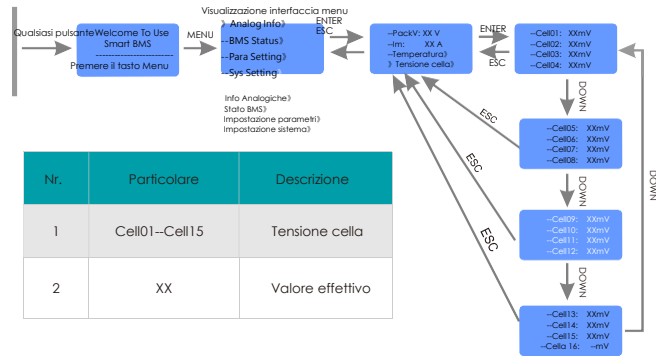 Visualizzazione interfaccia menu
Qualsiasi pulsante
Welcome To Use
Smart BMS
--------------------------
Premere il tasto Menu
MENU
》Analog Info》
--BMS Status》
--Para Setting》
--Sys Setting
ENTER
ESC
--PackV: XX V
--Im: XX A
--Temperatura》
》Tensione cella》
ENTER
ESC
--Cell01: XXmV
--Cell02: XXmV
--Cell03: XXmV
--Cell04: XXmV
DOWN
Info Analogiche》
Stato BMS》
Impostazione parametri》
Impostazione sistema》
ESC
--Cell05: XXmV
--Cell06: XXmV
--Cell07: XXmV
--Cell08: XXmV
DOWN
DOWN
ESC
--Cell09: XXmV
--Cell10: XXmV
--Cell11: XXmV
--Cell12: XXmV
DOWN
ESC
--Cell13: XXmV
--Cell14: XXmV
--Cell15: XXmV
--Cella 16: --mV
Nr. Particolare Descrizione
1 Cell01--Cell15 Tensione cella
2 XX Valore effettivo